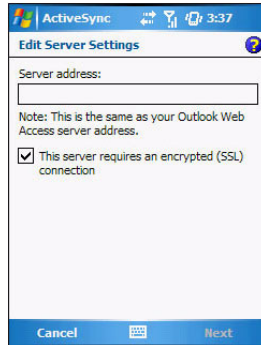 ActiveSync 3:37
Edit Server Settings
?
Server address:
Note: This is the same as your Outlook Web
Access server address.
This server requires an encrypted (SSL)
connection
Cancel Next